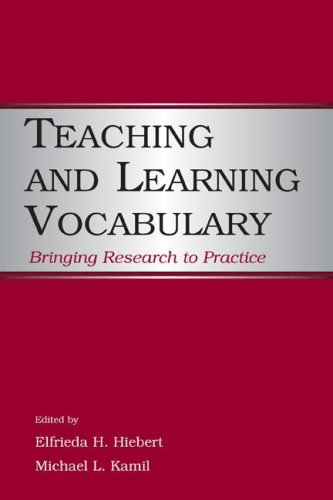 TEACHING
AND LEARNING
VOCABULARY
Bringing Research to Practice
Edited by
Elfrieda H. Hiebert
Michael L. Kamil